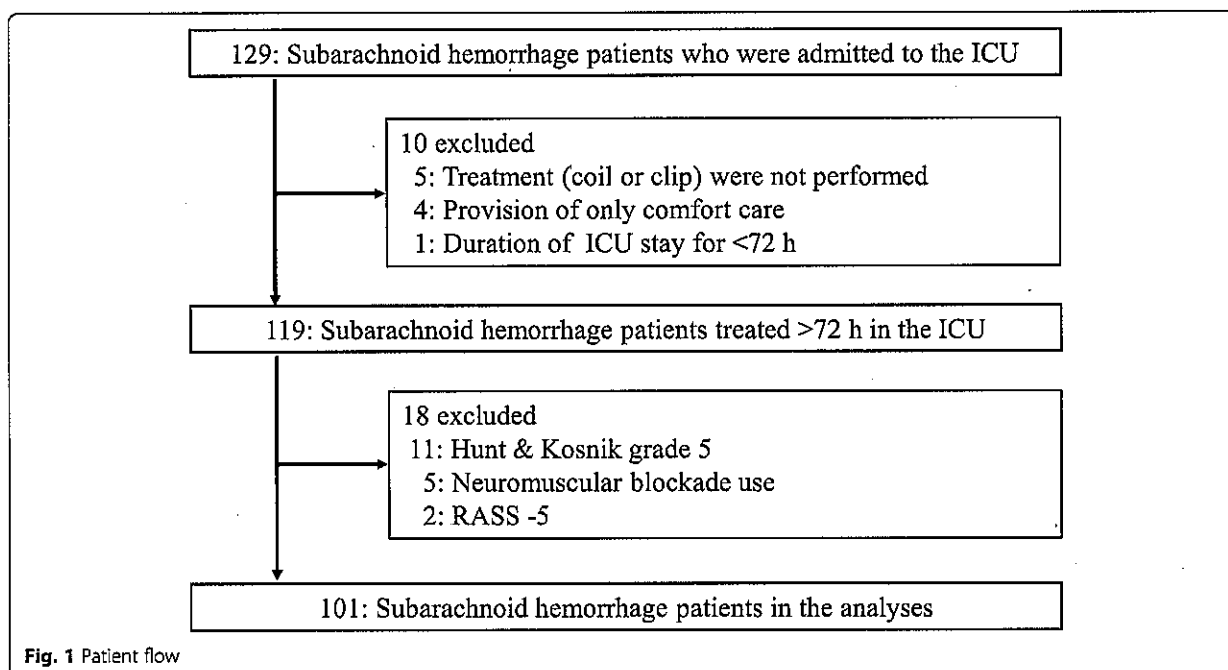 129: Subarachnoid hemorrhage patients who were admitted to the ICU
10 excluded
5: Treatment (coil or clip) were not performed
4: Provision of only comfort care
1: Duration of ICU stay for <72 h
119: Subarachnoid hemorrhage patients treated >72 h in the ICU
18 excluded
11: Hunt & Kosnik grade 5
5: Neuromuscular blockade use
2: RASS -5
101: Subarachnoid hemorrhage patients in the analyses
Fig. 1 Patient flow